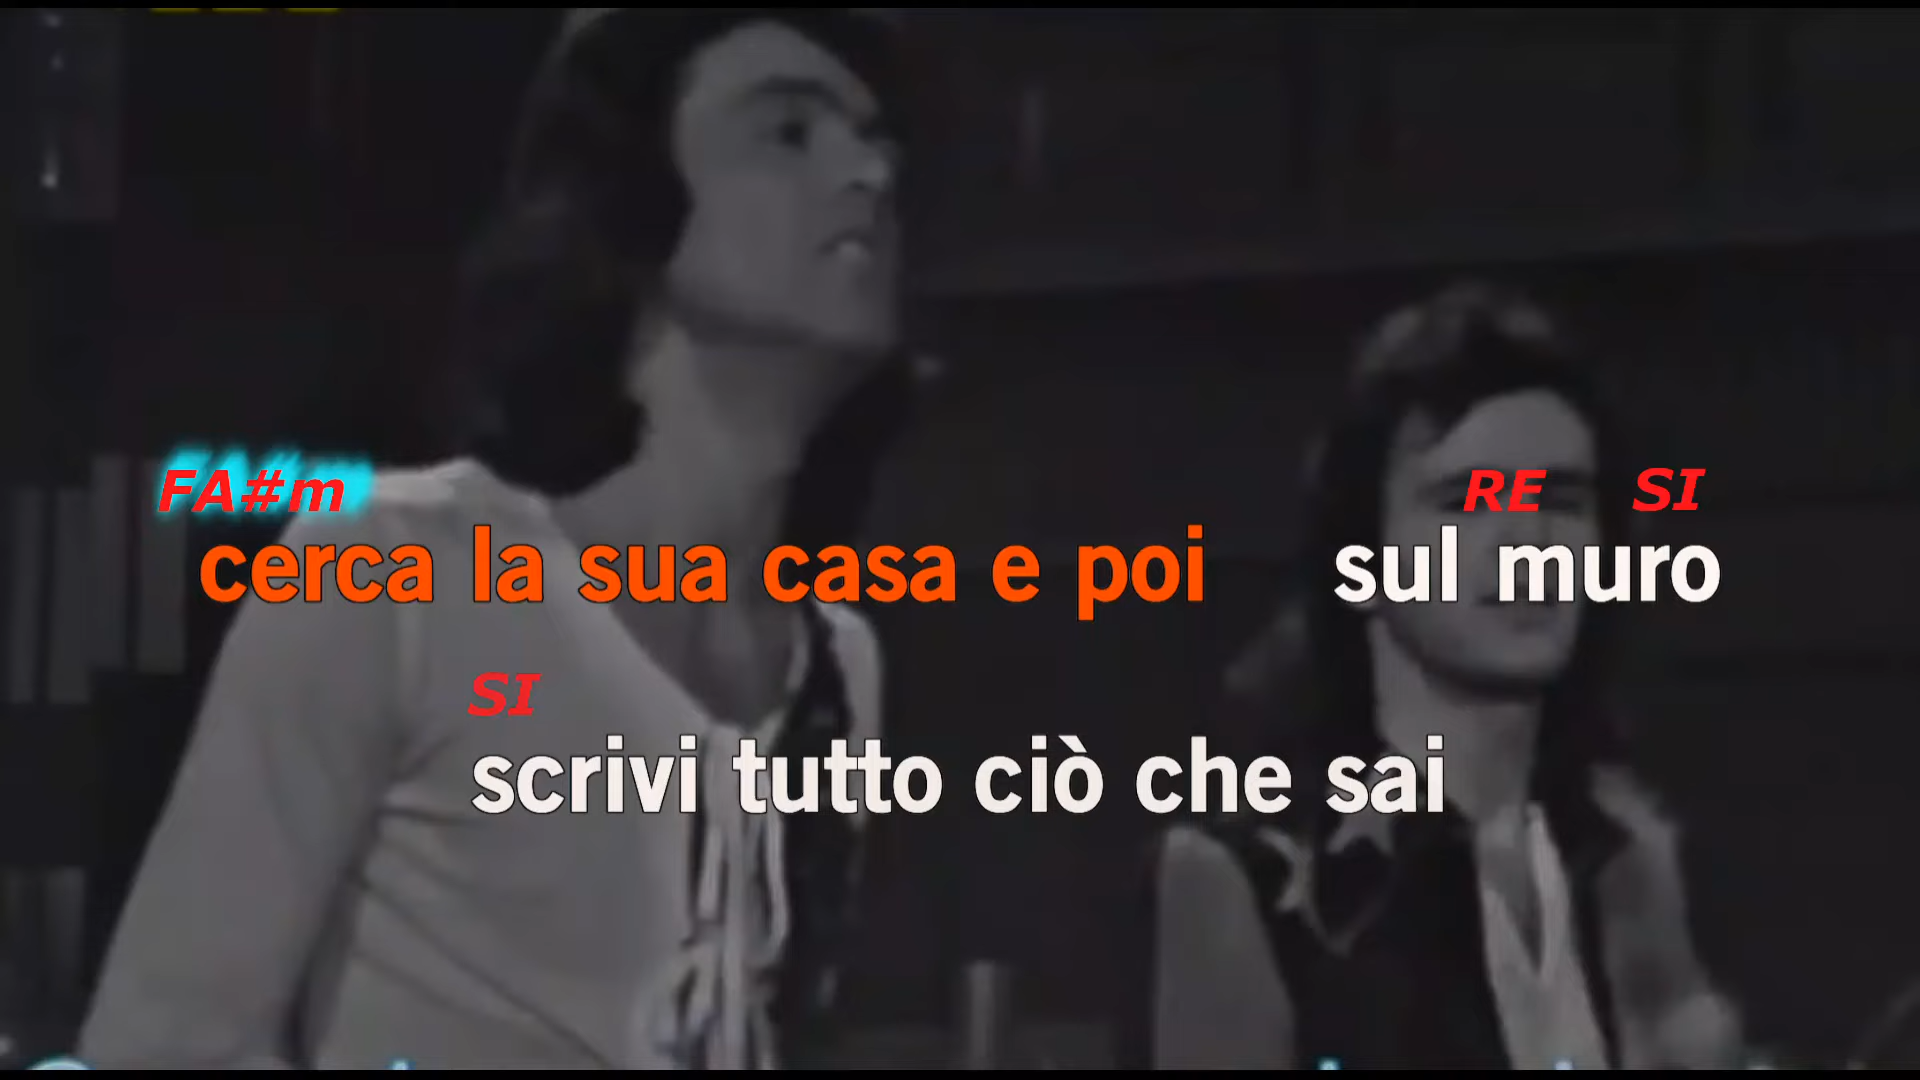 FA#m RE SI
cerca la sua casa e poi sul muro
SI
scrivi tutto ciò che sai